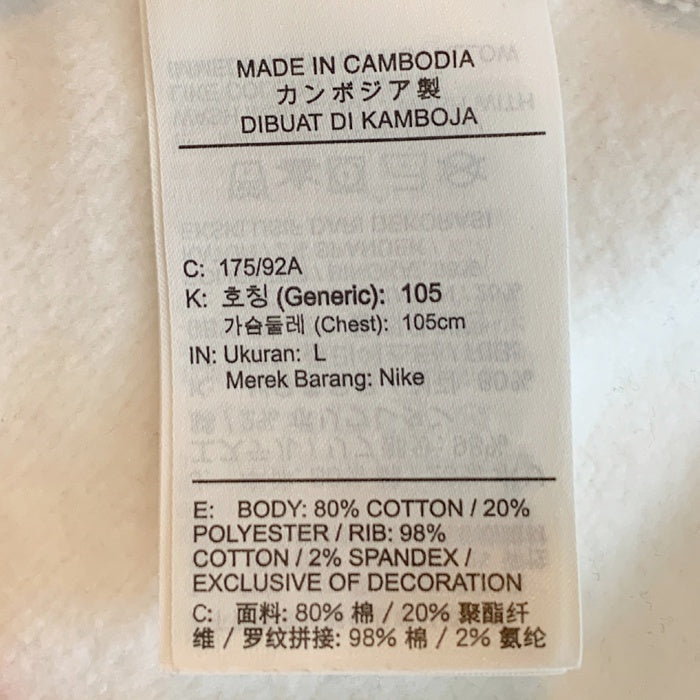 MADE IN CAMBODIA
カンボジア製
DIBUAT DI KAMBOJA
C: 175/92A
K: 호칭 (Generic): 105
가슴둘레 (Chest): 105cm
IN: Ukuran: L
Merek Barang: Nike
E: BODY: 80% COTTON / 20%
POLYESTER / RIB: 98%
COTTON / 2% SPANDEX /
EXCLUSIVE OF DECORATION
C: 面料: 80% 棉 / 20% 聚酯纤
维 / 罗纹拼接: 98% 棉 / 2% 氨纶